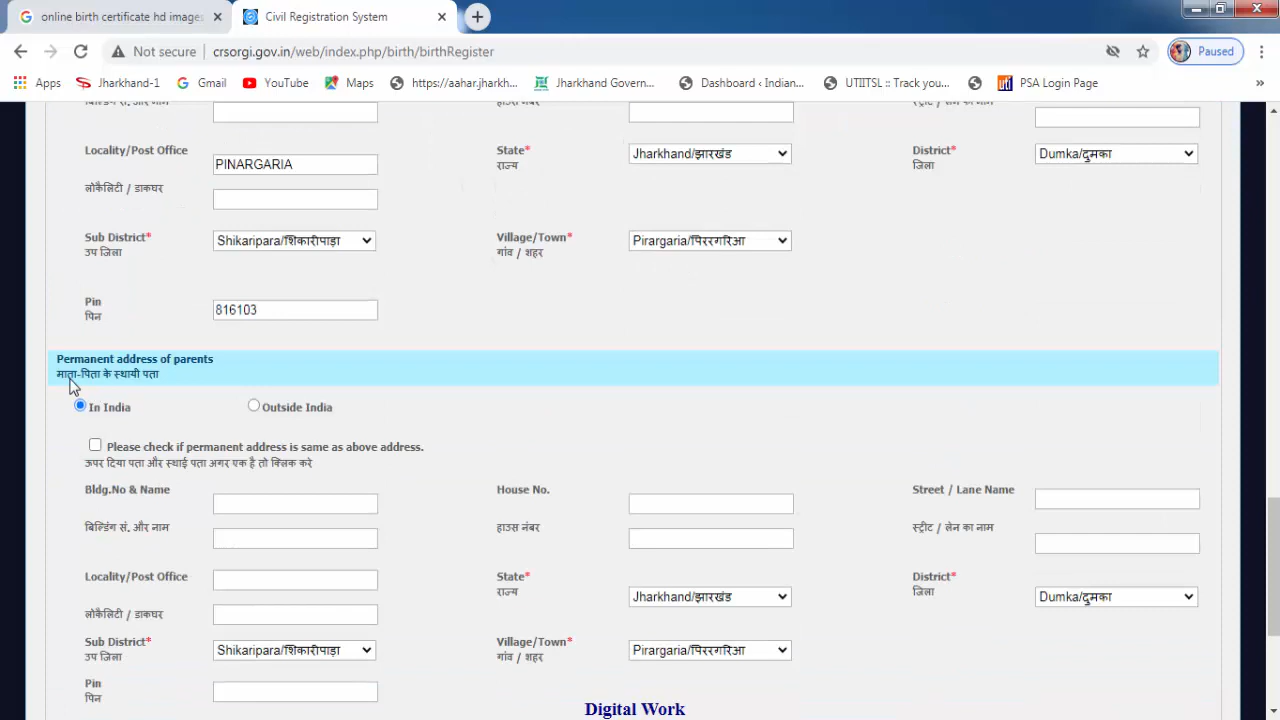 online birth certificate hd images
Civil Registration System
Not secure
crsorgi.gov.in/web/index.php/birth/birthRegister
Paused
Apps
Jharkhand-1
Gmail
YouTube
Maps
https://aahar.jharkh...
Jharkhand Govern...
Dashboard ‹ Indian...
UTIITSL :: Track you...
PSA Login Page
»
बिल्डिंग सं. और नाम
हाउस नंबर
स्ट्रीट / लेन का नाम
Locality/Post Office
PINARGARIA
State*
राज्य
Jharkhand/झारखंड
District*
जिला
Dumka/दुमका
लोकैलिटी / डाकघर
Sub District*
उप जिला
Shikaripara/शिकारीपाड़ा
Village/Town*
गांव / शहर
Pirargaria/पिररगरिआ
Pin
पिन
816103
Permanent address of parents
माता-पिता के स्थायी पता
In India
Outside India
Please check if permanent address is same as above address.
ऊपर दिया पता और स्थाई पता अगर एक है तो क्लिक करे
Bldg.No & Name
House No.
Street / Lane Name
बिल्डिंग सं. और नाम
हाउस नंबर
स्ट्रीट / लेन का नाम
Locality/Post Office
State*
राज्य
Jharkhand/झारखंड
District*
जिला
Dumka/दुमका
लोकैलिटी / डाकघर
Sub District*
उप जिला
Shikaripara/शिकारीपाड़ा
Village/Town*
गांव / शहर
Pirargaria/पिररगरिआ
Pin
पिन
Digital Work